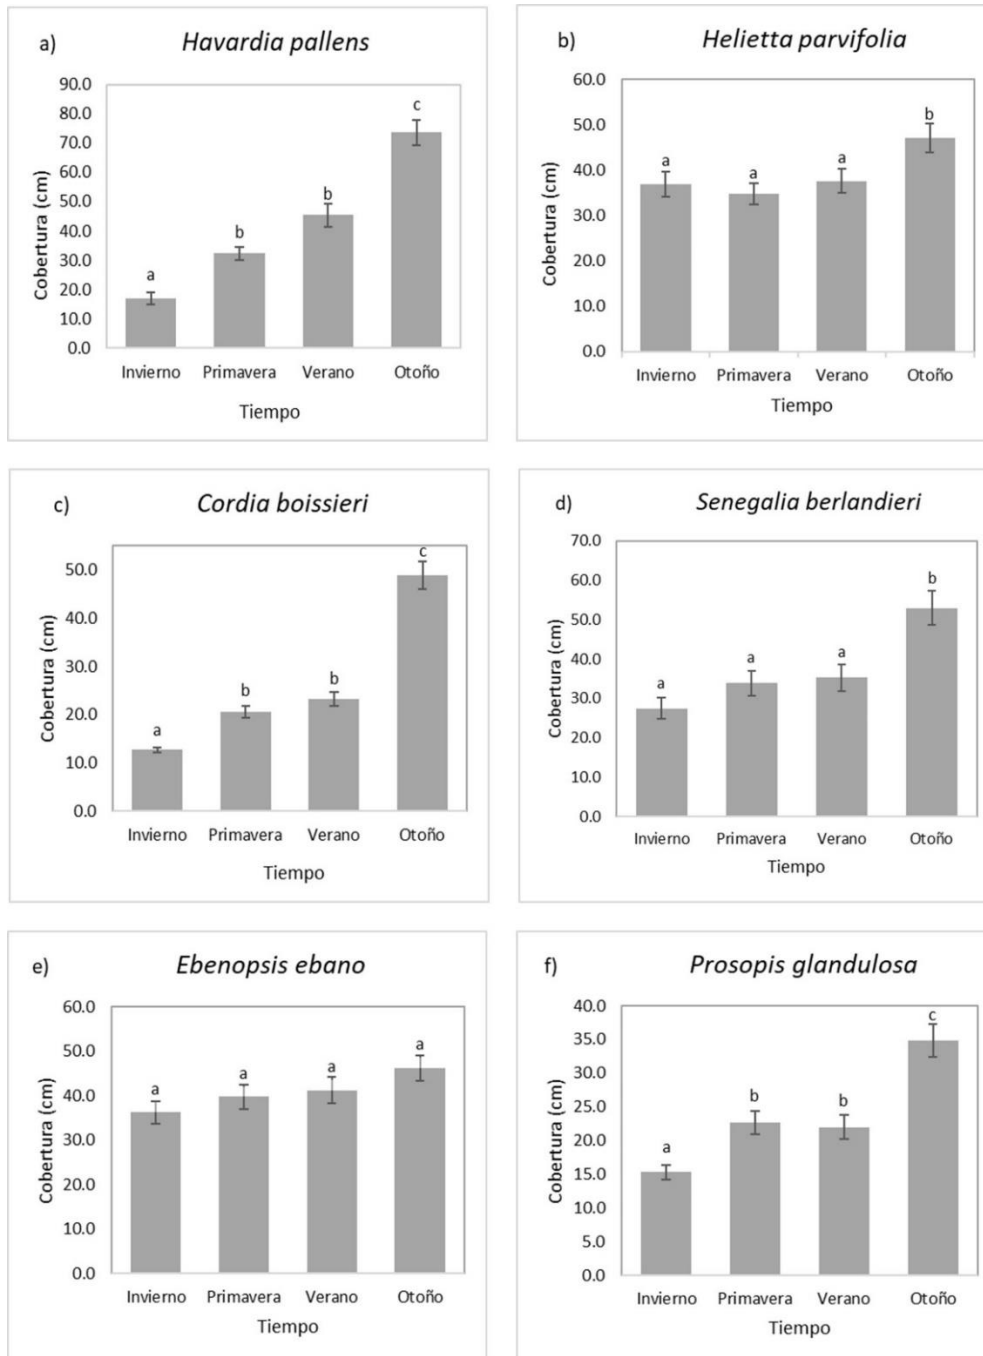 a) Havardia pallens
c
90.0
80.0
70.0
60.0
50.0
40.0
30.0
20.0
10.0
0.0
Cobertura (cm)
a
b
b
Invierno Primavera Verano Otoño
Tiempo
b) Helietta parvifolia
60.0
50.0
40.0
30.0
20.0
10.0
0.0
Cobertura (cm)
a
a
a
b
Invierno Primavera Verano Otoño
Tiempo
c) Cordia boissieri
50.0
40.0
30.0
20.0
10.0
0.0
Cobertura (cm)
a
b
b
c
Invierno Primavera Verano Otoño
Tiempo
d) Senegalia berlandieri
70.0
60.0
50.0
40.0
30.0
20.0
10.0
0.0
Cobertura (cm)
a
a
a
b
Invierno Primavera Verano Otoño
Tiempo
e) Ebenopsis ebano
60.0
50.0
40.0
30.0
20.0
10.0
0.0
Cobertura (cm)
a
a
a
a
Invierno Primavera Verano Otoño
Tiempo
f) Prosopis glandulosa
40.0
35.0
30.0
25.0
20.0
15.0
10.0
5.0
0.0
Cobertura (cm)
a
b
b
c
Invierno Primavera Verano Otoño
Tiempo